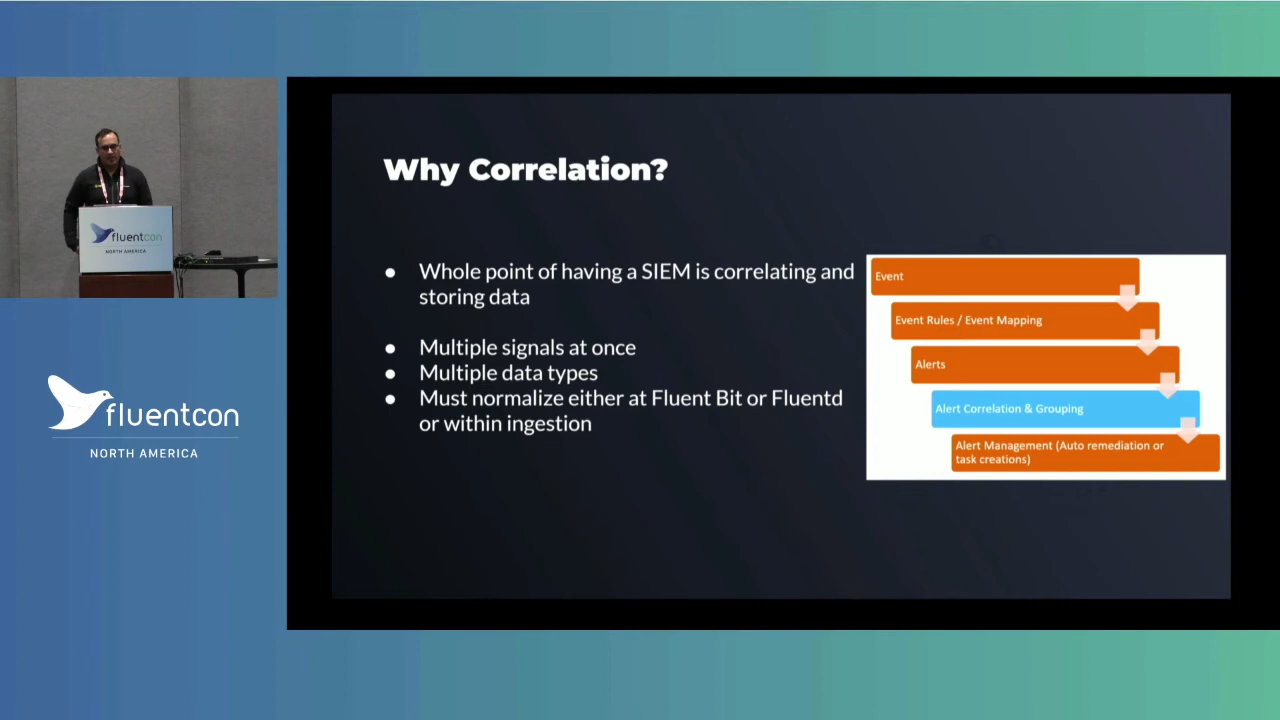 Why Correlation?
● Whole point of having a SIEM is correlating and
storing data
● Multiple signals at once
● Multiple data types
● Must normalize either at Fluent Bit or Fluentd
or within ingestion
Event
Event Rules / Event Mapping
Alerts
Alert Correlation & Grouping
Alert Management (Auto remediation or
task creations)
fluentcon
NORTH AMERICA
fluentcon
NORTH AMERICA